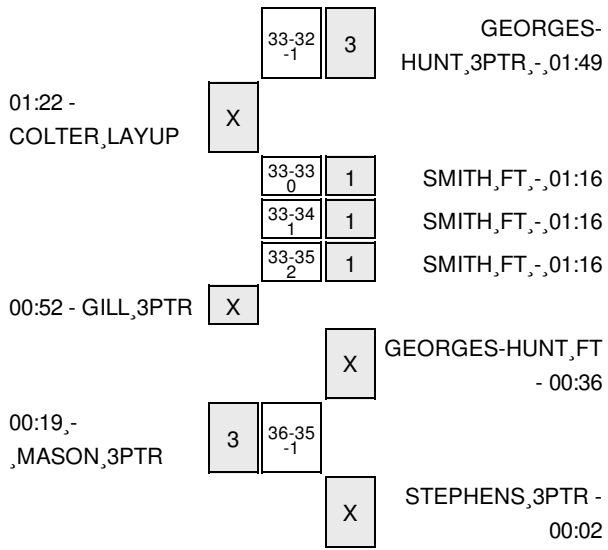 33-32
-1
3
GEORGES-
HUNT¸3PTR¸-¸01:49
01:22 -
COLTER¸LAYUP
X
33-33
0
1
SMITH¸FT¸-¸01:16
33-34
1
1
SMITH¸FT¸-¸01:16
33-35
2
1
SMITH¸FT¸-¸01:16
00:52 - GILL¸3PTR
X
X
GEORGES-HUNT¸FT
- 00:36
00:19¸-
¸MASON¸3PTR
3
36-35
-1
X
STEPHENS¸3PTR -
00:02